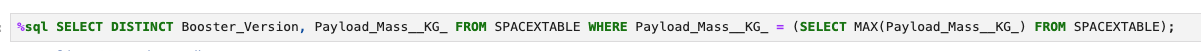 %sql SELECT DISTINCT Booster_Version, Payload_Mass__KG_ FROM SPACEXTABLE WHERE Payload_Mass__KG_ = (SELECT MAX(Payload_Mass__KG_) FROM SPACEXTABLE);